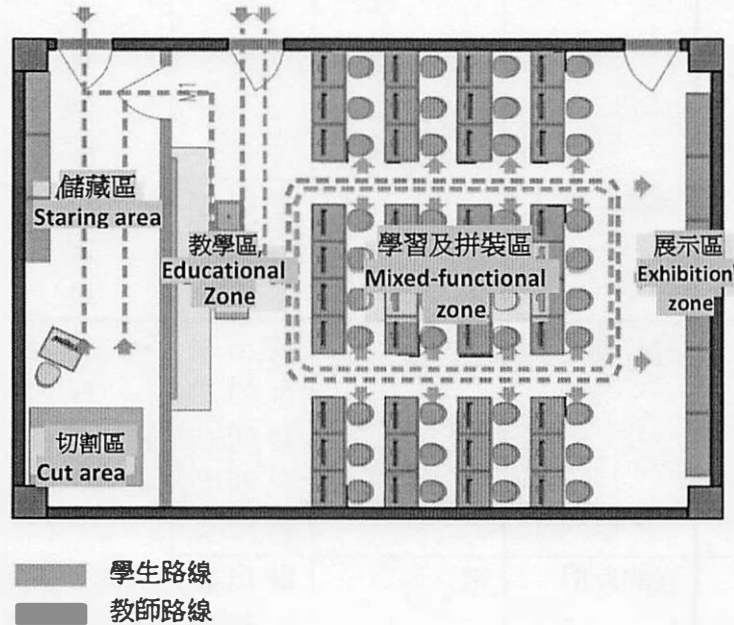 儲藏區
Staring area
教學區
Educational
Zone
學習及拼裝區
Mixed-functional
zone
展示區
Exhibition
zone
切割區
Cut area
學生路線
教師路線